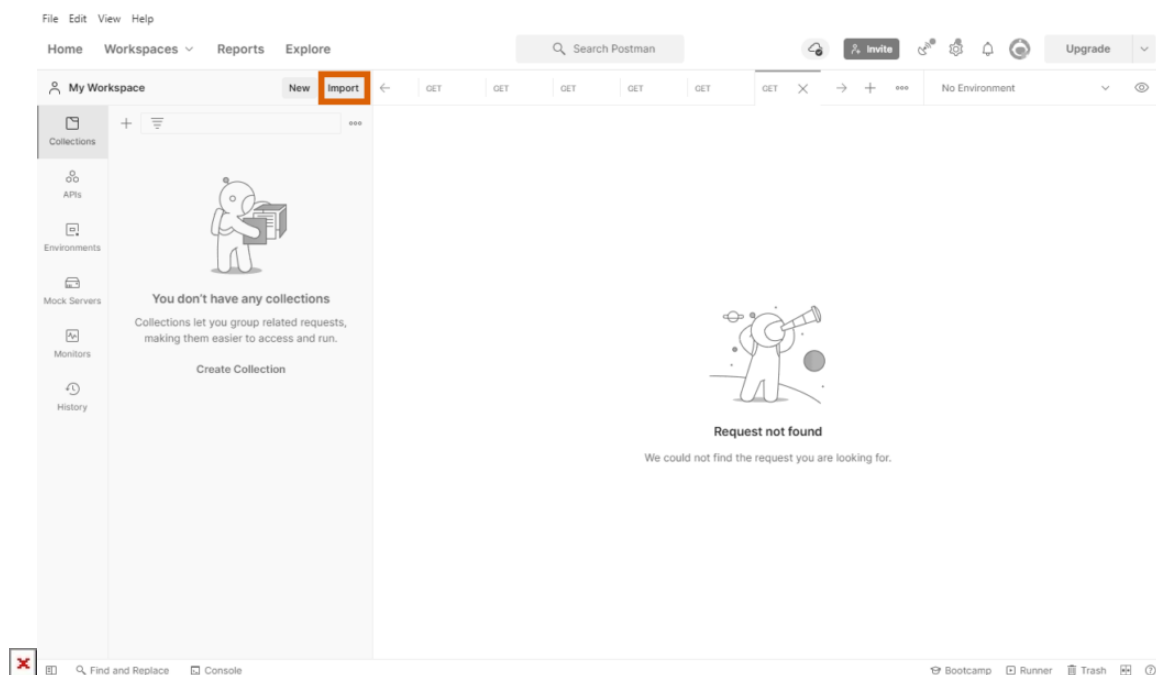 File Edit View Help
Home Workspaces Reports Explore Search Postman Invite Upgrade
My Workspace New Import GET GET GET GET GET GET No Environment
Collections
APIs
Environments
Mock Servers
Monitors
History
You don't have any collections
Collections let you group related requests,
making them easier to access and run.
Create Collection
Request not found
We could not find the request you are looking for.
Find and Replace Console Bootcamp Runner Trash